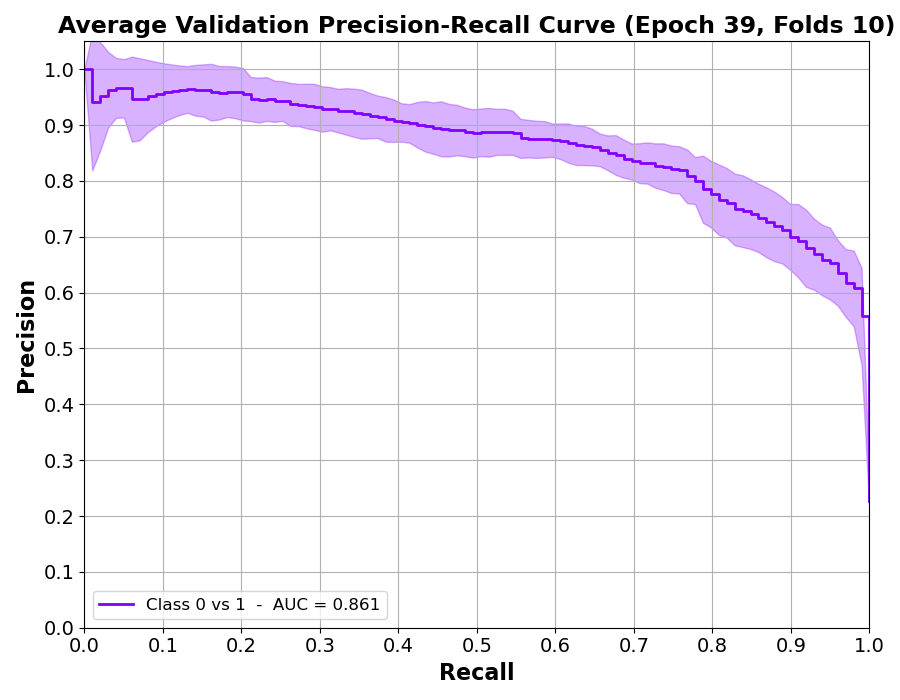 Average Validation Precision-Recall Curve (Epoch 39, Folds 10)
1.0
0.9
0.8
0.7
0.6
0.5
0.4
0.3
0.2
0.1
0.0
Precision
Class 0 vs 1 - AUC = 0.861
0.0 0.1 0.2 0.3 0.4 0.5 0.6 0.7 0.8 0.9 1.0
Recall